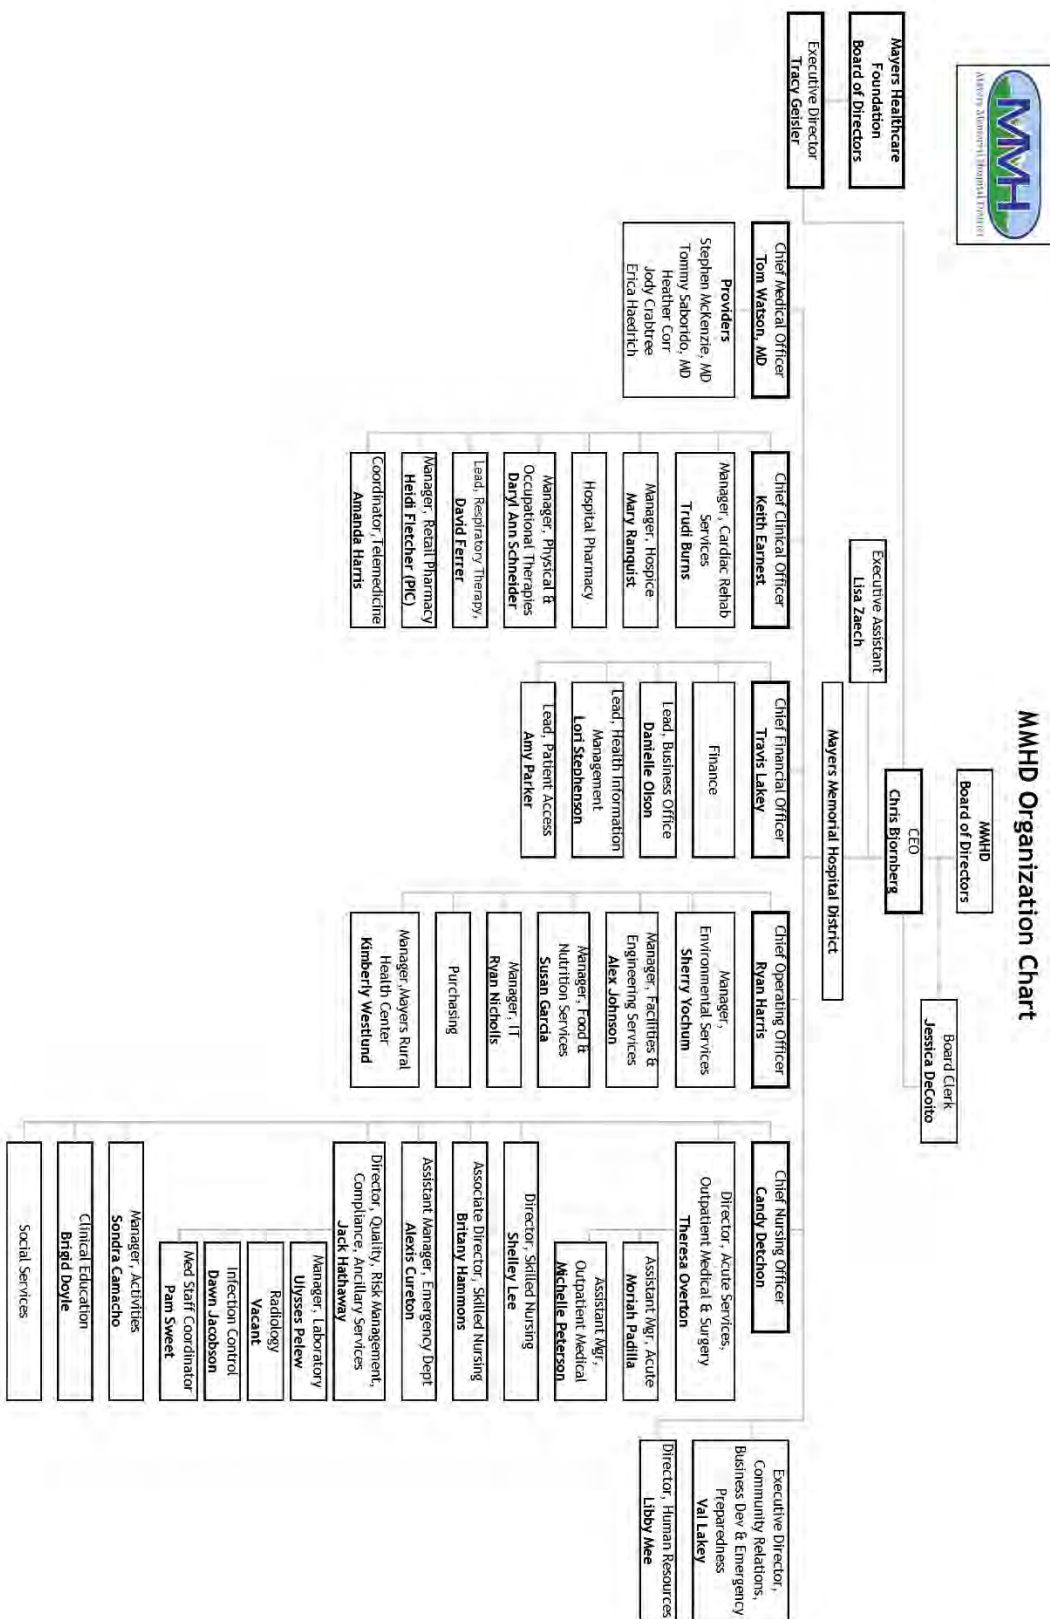 MMHD Organization Chart
MMH
Mayers Memorial Hospital District
MMHD
Board of Directors
Board Clerk
Jessica DeCoito
CEO
Chris Bjornberg
Mayers Healthcare
Foundation
Board of Directors
Executive Director
Tracy Geisler
Executive Assistant
Lisa Zaech
Mayers Memorial Hospital District
Chief Medical Officer
Tom Watson, MD
Providers
Stephen McKenzie, MD
Tommy Saborido, MD
Heather Corr
Jody Crabtree
Erica Haedrich
Chief Clinical Officer
Keith Earnest
Manager, Cardiac Rehab
Services
Trudi Burns
Manager, Hospice
Mary Ranquist
Hospital Pharmacy
Manager, Physical &
Occupational Therapies
Daryl Ann Schneider
Lead, Respiratory Therapy,
David Ferrer
Manager, Retail Pharmacy
Heidi Fletcher (PIC)
Coordinator, Telemedicine
Amanda Harris
Chief Financial Officer
Travis Lakey
Finance
Lead, Business Office
Danielle Olson
Lead, Health Information
Management
Lori Stephenson
Lead, Patient Access
Amy Parker
Chief Operating Officer
Ryan Harris
Manager,
Environmental Services
Sherry Yochum
Manager, Facilities &
Engineering Services
Alex Johnson
Manager, Food &
Nutrition Services
Susan Garcia
Manager, IT
Ryan Nicholls
Purchasing
Manager,Mayers Rural
Health Center
Kimberly Westlund
Chief Nursing Officer
Candy Detchon
Director, Acute Services,
Outpatient Medical & Surgery
Theresa Overton
Assistant Mgr, Acute
Moriah Padilla
Assistant Mgr,
Outpatient Medical
Michelle Peterson
Director, Skilled Nursing
Shelley Lee
Associate Director, Skilled Nursing
Britany Hammons
Assistant Manager, Emergency Dept
Alexis Cureton
Director, Quality, Risk Management,
Compliance, Ancillary Services
Jack Hathaway
Manager, Laboratory
Ulysses Pelew
Radiology
Vacant
Infection Control
Dawn Jacobson
Med Staff Coordinator
Pam Sweet
Manager, Activities
Sondra Camacho
Clinical Education
Brigid Doyle
Social Services
Executive Director,
Community Relations,
Business Dev & Emergency
Preparedness
Val Lakey
Director, Human Resources
Libby Mee